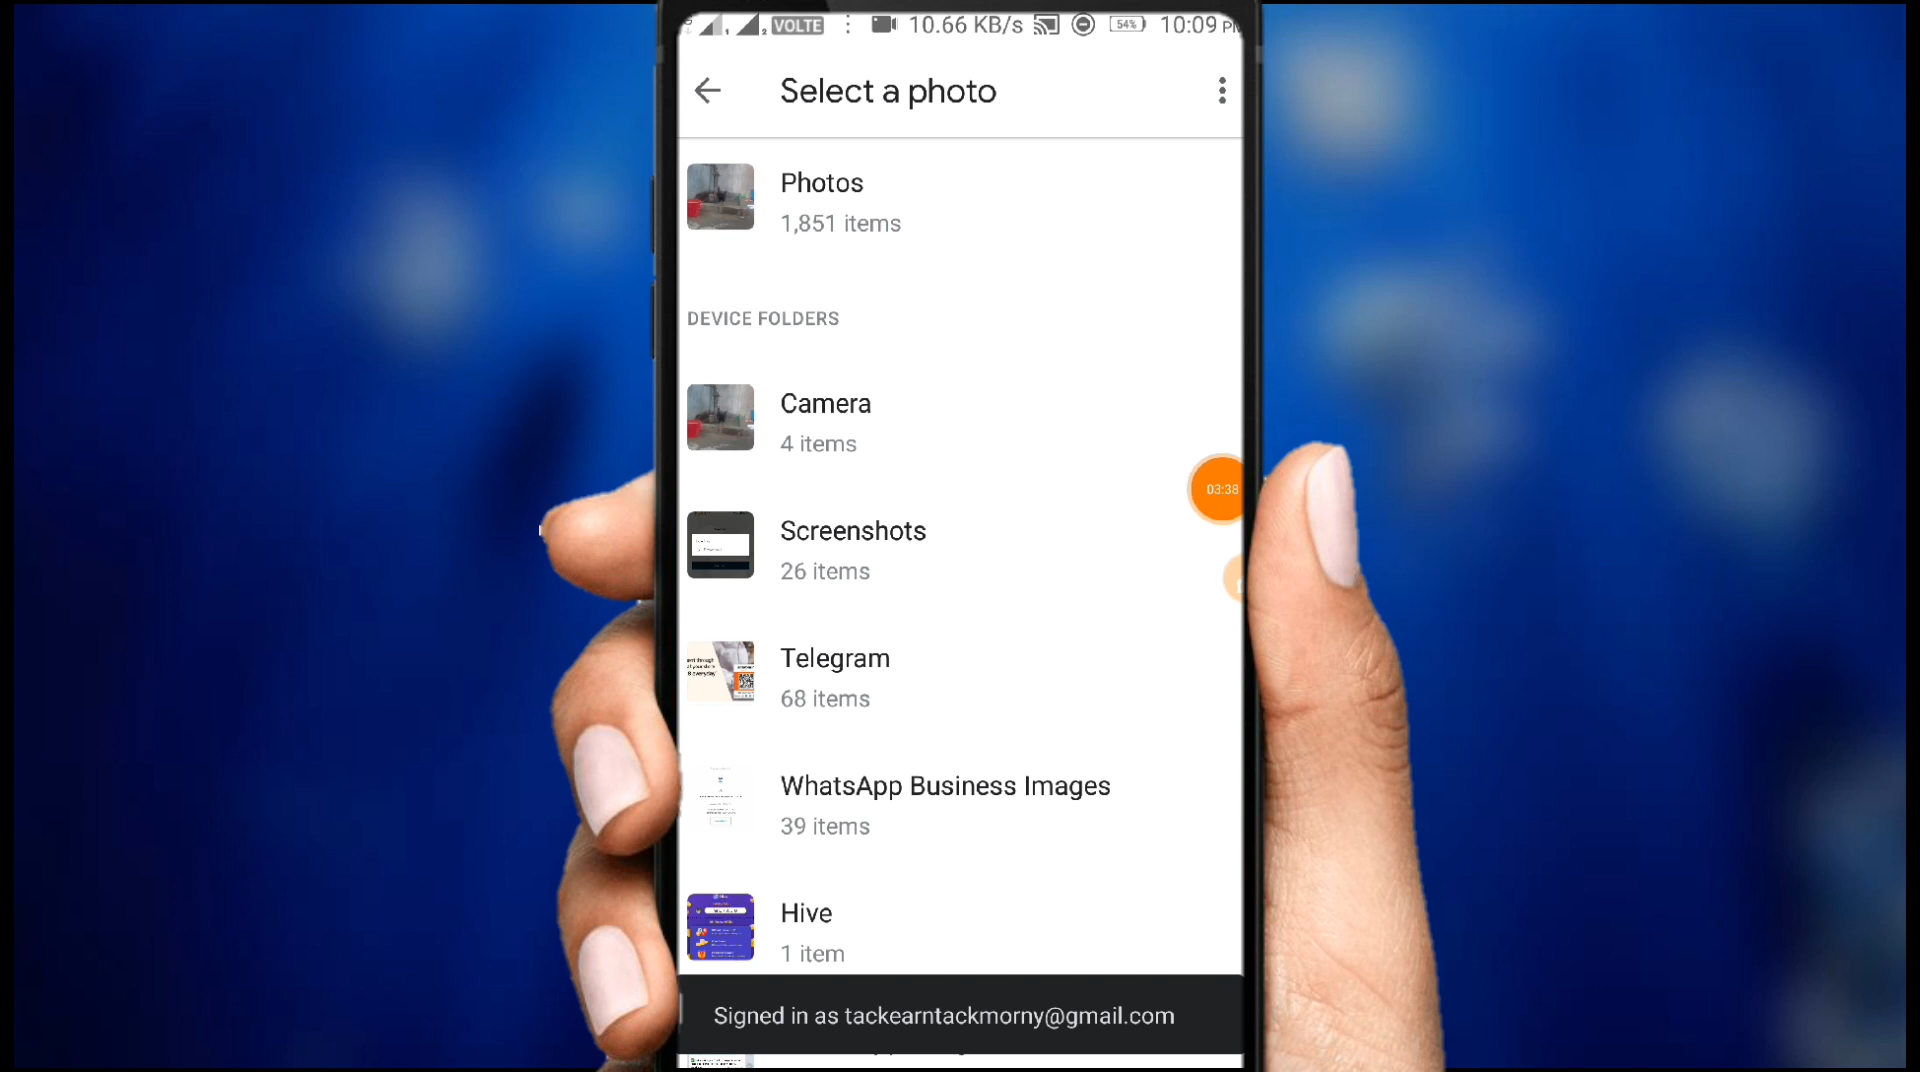 VOLTE 10.66 KB/s 54% 10:09
Select a photo
Photos
1,851 items
DEVICE FOLDERS
Camera
4 items
03:38
Screenshots
26 items
Telegram
68 items
WhatsApp Business Images
39 items
Hive
1 item
Signed in as tackearntackmorny@gmail.com